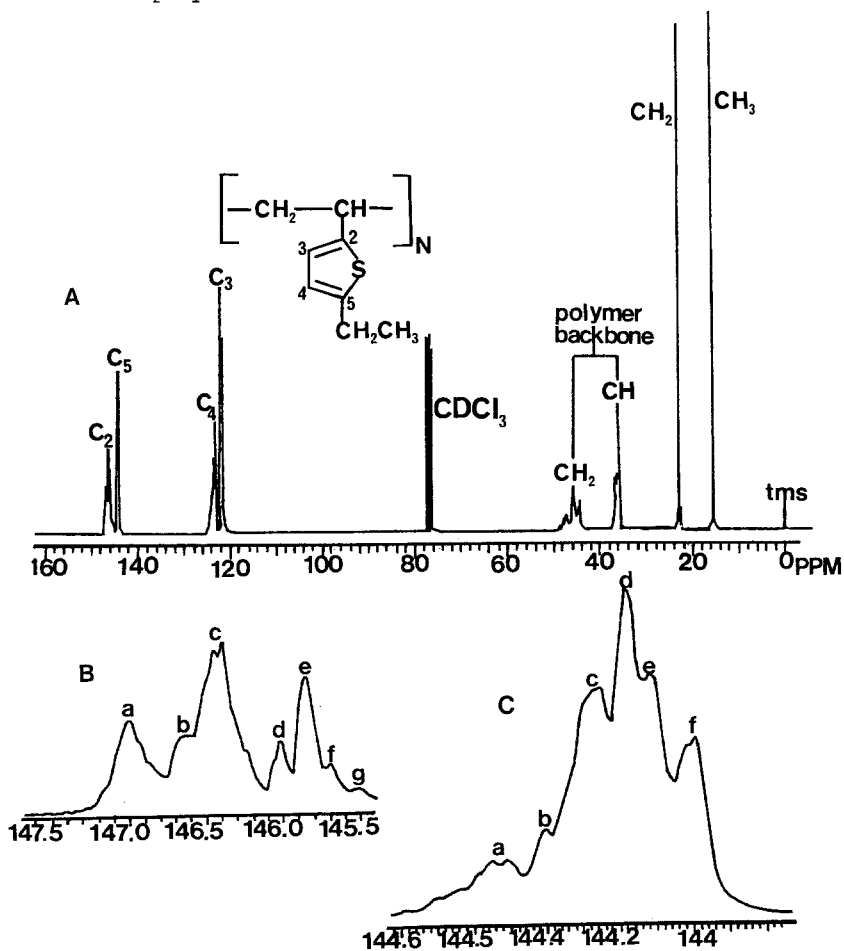 CH₂
CH₃
—CH₂—CH—
N
2
3
S
4
5
CH₂CH₃
A
C₃
C₅
C₄
C₂
polymer
backbone
CDCl₃
CH
CH₂
tms
160 140 120 100 80 60 40 20 0 PPM
B
a
b
c
d
e
f
g
147.5 147.0 146.5 146.0 145.5
C
a
b
c
d
e
f
144.6 144.5 144.4 144.2 144